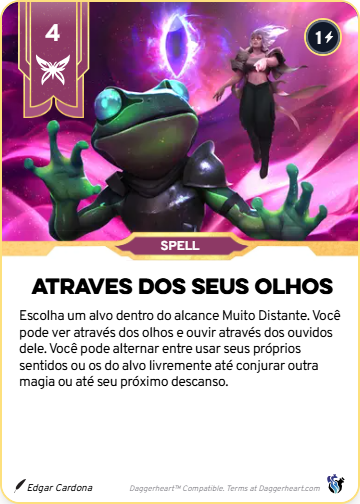 4
1
SPELL
ATRAVES DOS SEUS OLHOS
Escolha um alvo dentro do alcance Muito Distante. Você
pode ver através dos olhos e ouvir através dos ouvidos
dele. Você pode alternar entre usar seus próprios
sentidos ou os do alvo livremente até conjurar outra
magia ou até seu próximo descanso.
Edgar Cardona
Daggerheart™ Compatible. Terms at Daggerheart.com